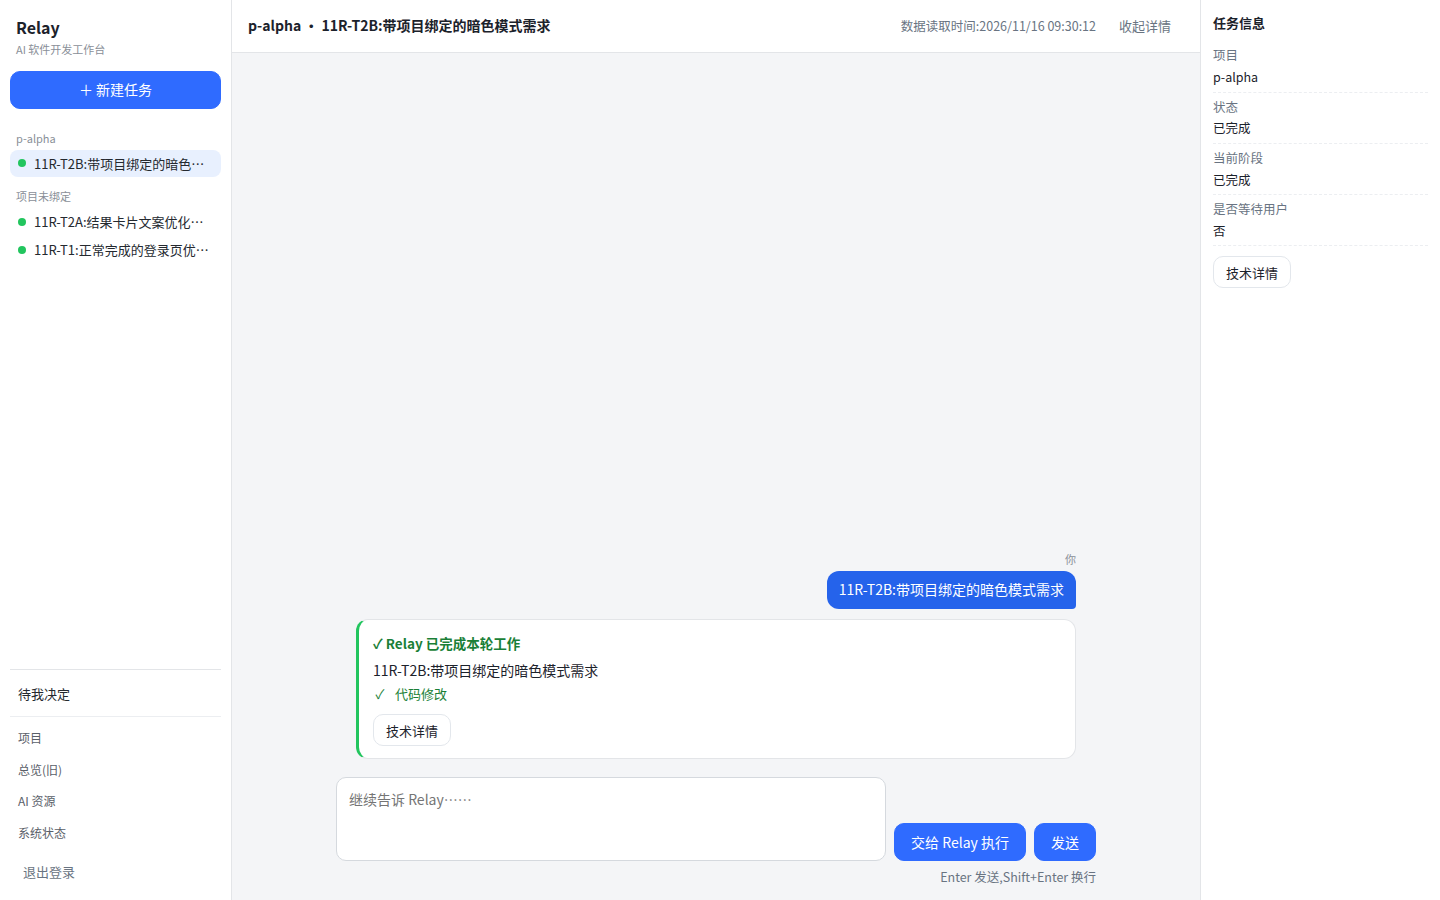 Relay
AI 软件开发工作台
＋ 新建任务
p-alpha
11R-T2B:带项目绑定的暗色…
项目未绑定
11R-T2A:结果卡片文案优化…
11R-T1:正常完成的登录页优…
待我决定
项目
总览(旧)
AI 资源
系统状态
退出登录
p-alpha · 11R-T2B:带项目绑定的暗色模式需求
数据读取时间:2026/11/16 09:30:12
收起详情
你
11R-T2B:带项目绑定的暗色模式需求
✓ Relay 已完成本轮工作
11R-T2B:带项目绑定的暗色模式需求
✓ 代码修改
技术详情
继续告诉 Relay……
交给 Relay 执行
发送
Enter 发送,Shift+Enter 换行
任务信息
项目
p-alpha
状态
已完成
当前阶段
已完成
是否等待用户
否
技术详情